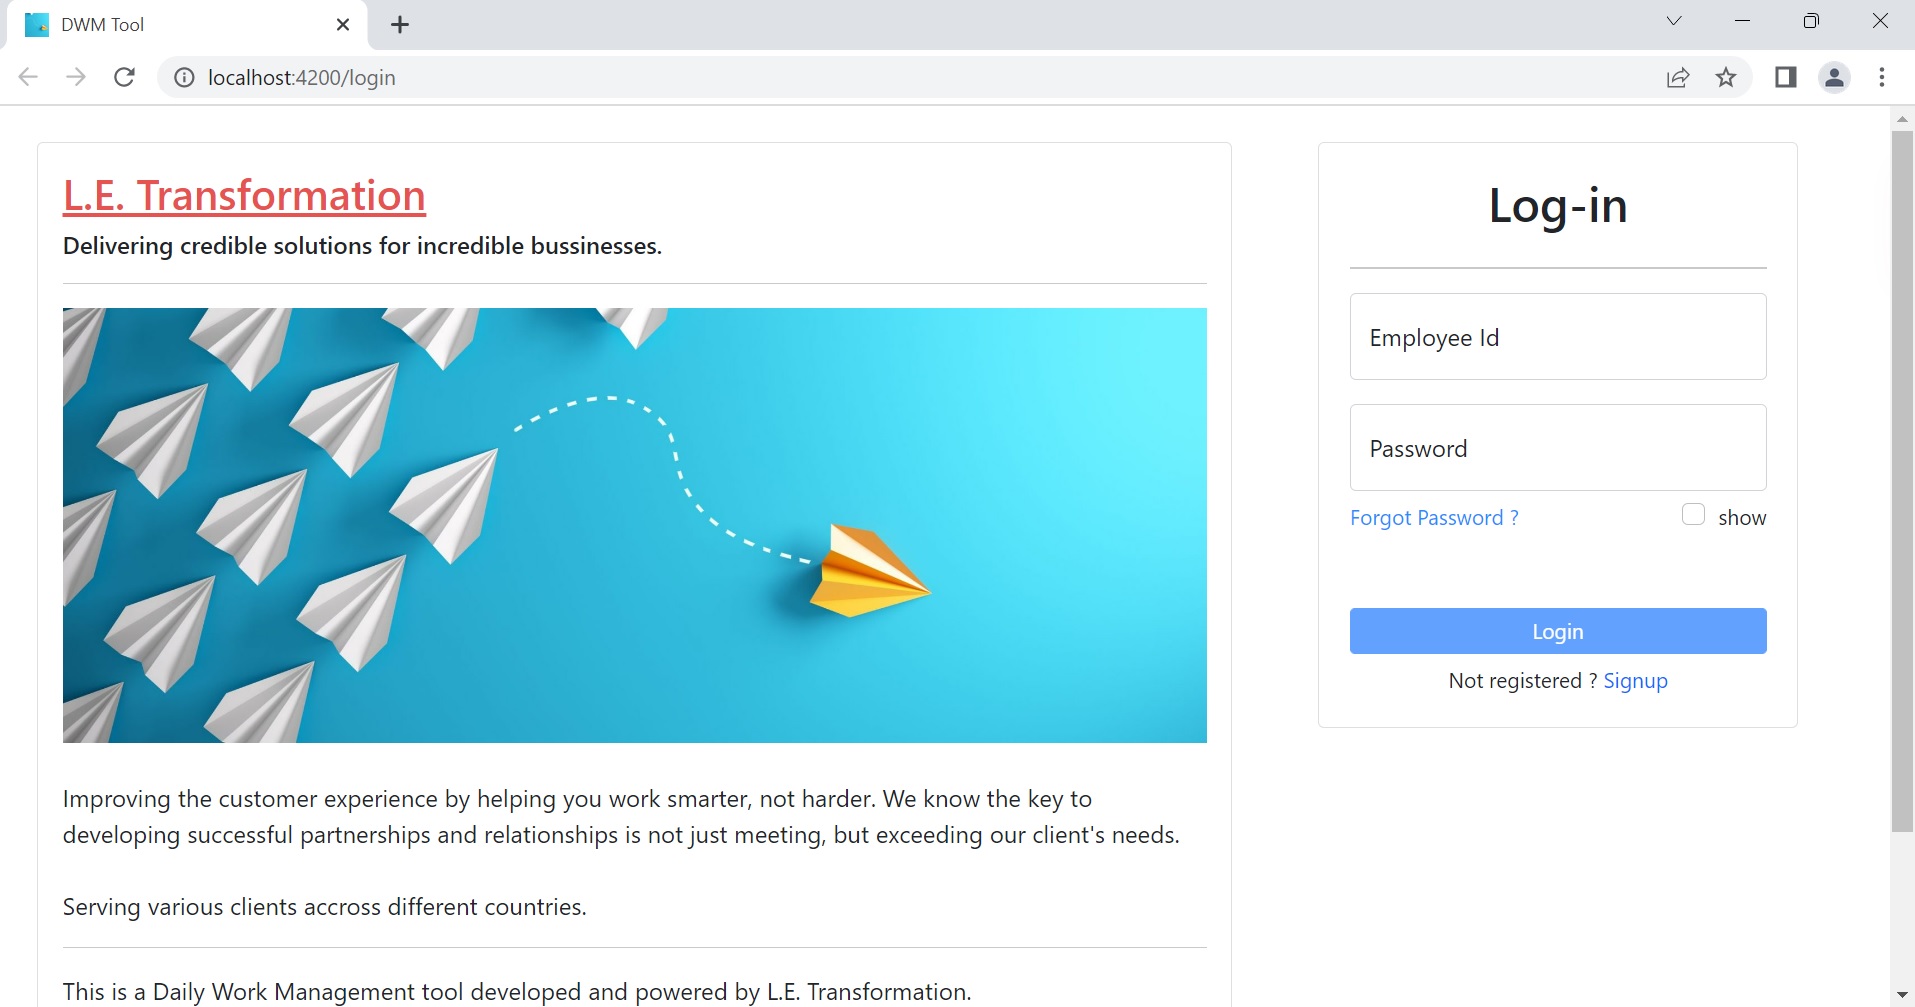 DWM Tool
localhost:4200/login
L.E. Transformation
Delivering credible solutions for incredible bussinesses.
Improving the customer experience by helping you work smarter, not harder. We know the key to
developing successful partnerships and relationships is not just meeting, but exceeding our client's needs.
Serving various clients accross different countries.
This is a Daily Work Management tool developed and powered by L.E. Transformation.
Log-in
Employee Id
Password
Forgot Password ? show
Login
Not registered ? Signup